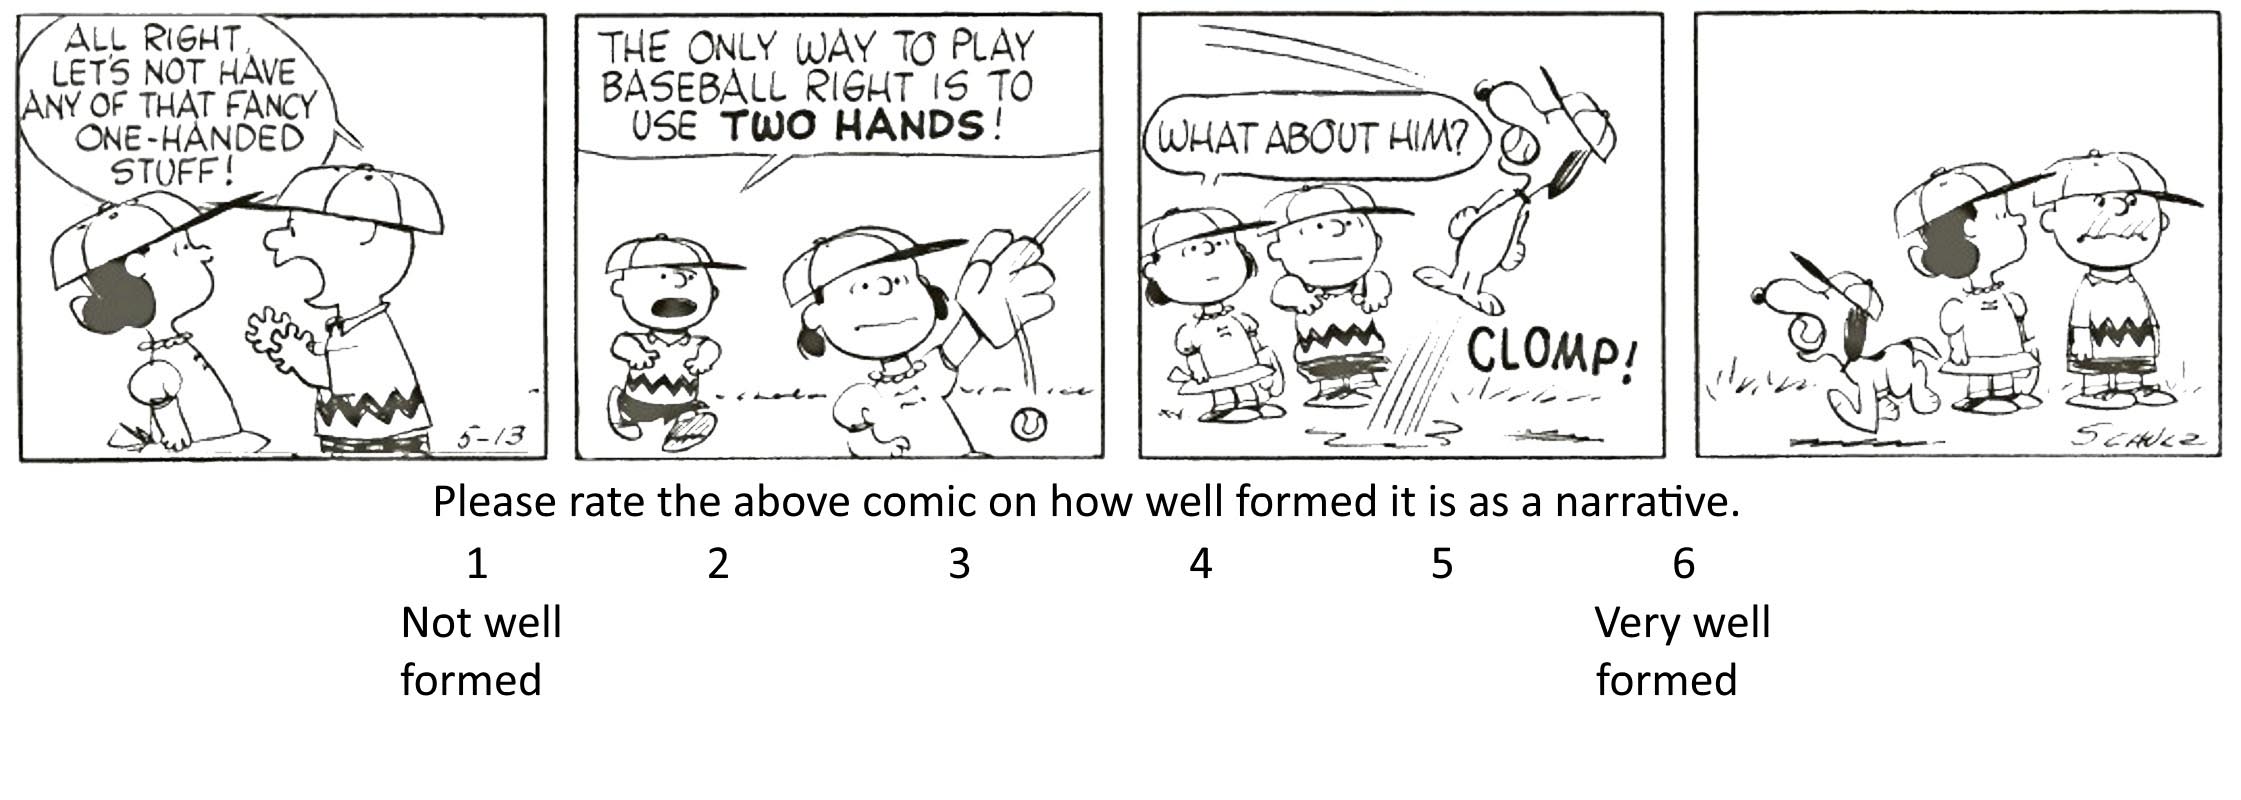 ALL RIGHT,
LET'S NOT HAVE
ANY OF THAT FANCY
ONE-HANDED
STUFF!
5-13
THE ONLY WAY TO PLAY
BASEBALL RIGHT IS TO
USE TWO HANDS!
WHAT ABOUT HIM?
CLOMP!
SCHULZ
Please rate the above comic on how well formed it is as a narrative.
1 2 3 4 5 6
Not well
formed
Very well
formed